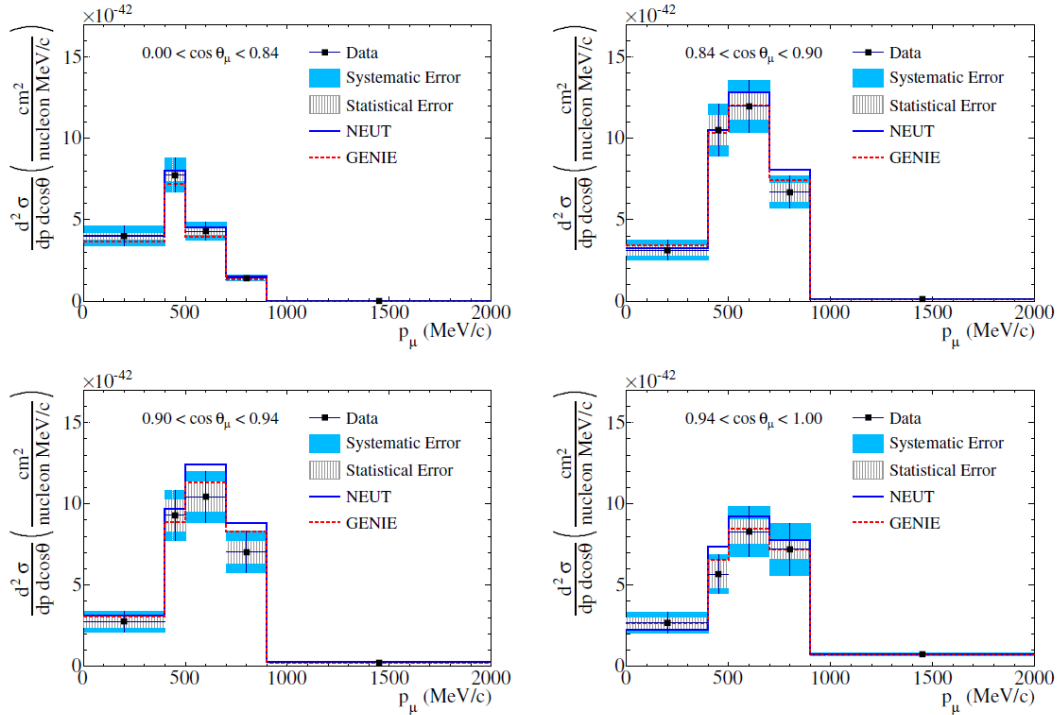 ×10⁻⁴²
0.00 < cos θμ < 0.84
Data
Systematic Error
Statistical Error
NEUT
GENIE
15
10
5
0
0 500 1000 1500 2000
pμ (MeV/c)
d²σ / dp dcosθ (cm² / nucleon MeV/c)
×10⁻⁴²
0.84 < cos θμ < 0.90
Data
Systematic Error
Statistical Error
NEUT
GENIE
15
10
5
0
0 500 1000 1500 2000
pμ (MeV/c)
d²σ / dp dcosθ (cm² / nucleon MeV/c)
×10⁻⁴²
0.90 < cos θμ < 0.94
Data
Systematic Error
Statistical Error
NEUT
GENIE
15
10
5
0
0 500 1000 1500 2000
pμ (MeV/c)
d²σ / dp dcosθ (cm² / nucleon MeV/c)
×10⁻⁴²
0.94 < cos θμ < 1.00
Data
Systematic Error
Statistical Error
NEUT
GENIE
15
10
5
0
0 500 1000 1500 2000
pμ (MeV/c)
d²σ / dp dcosθ (cm² / nucleon MeV/c)